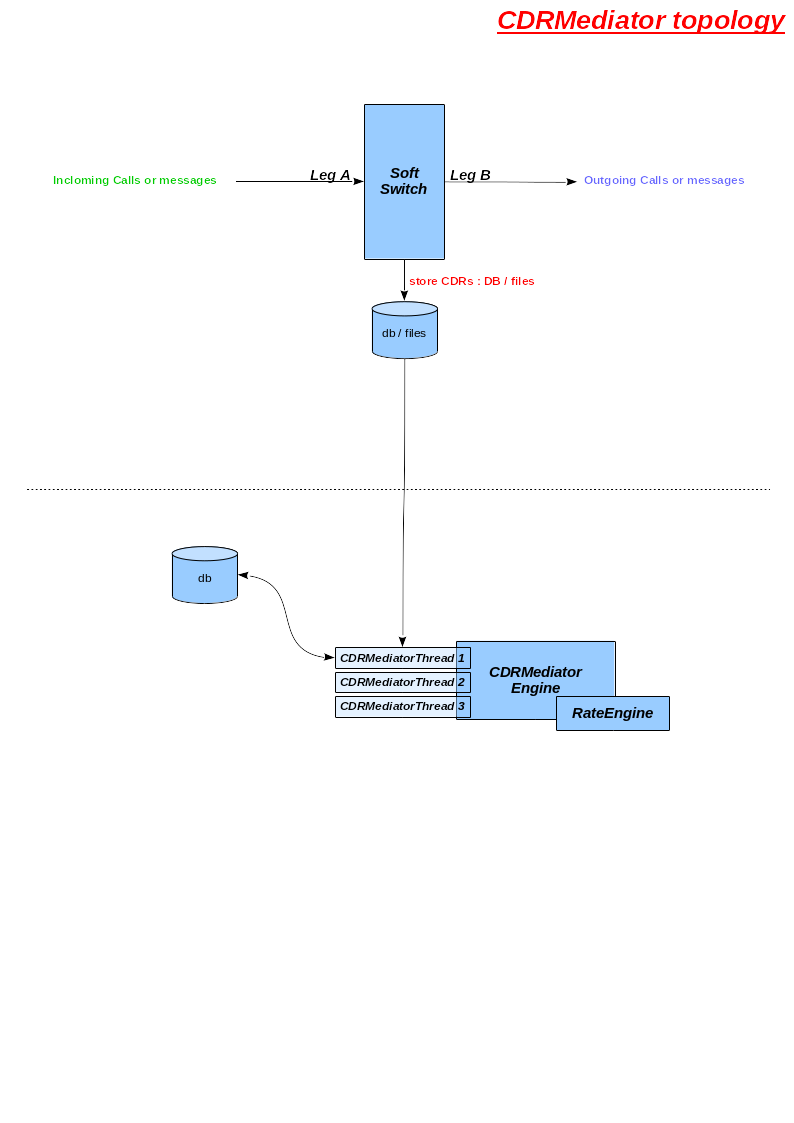 CDRMediator topology
Incloming Calls or messages
Leg A
Soft
Switch
Leg B
Outgoing Calls or messages
store CDRs : DB / files
db / files
db
CDRMediatorThread 1
CDRMediatorThread 2
CDRMediatorThread 3
CDRMediator
Engine
RateEngine